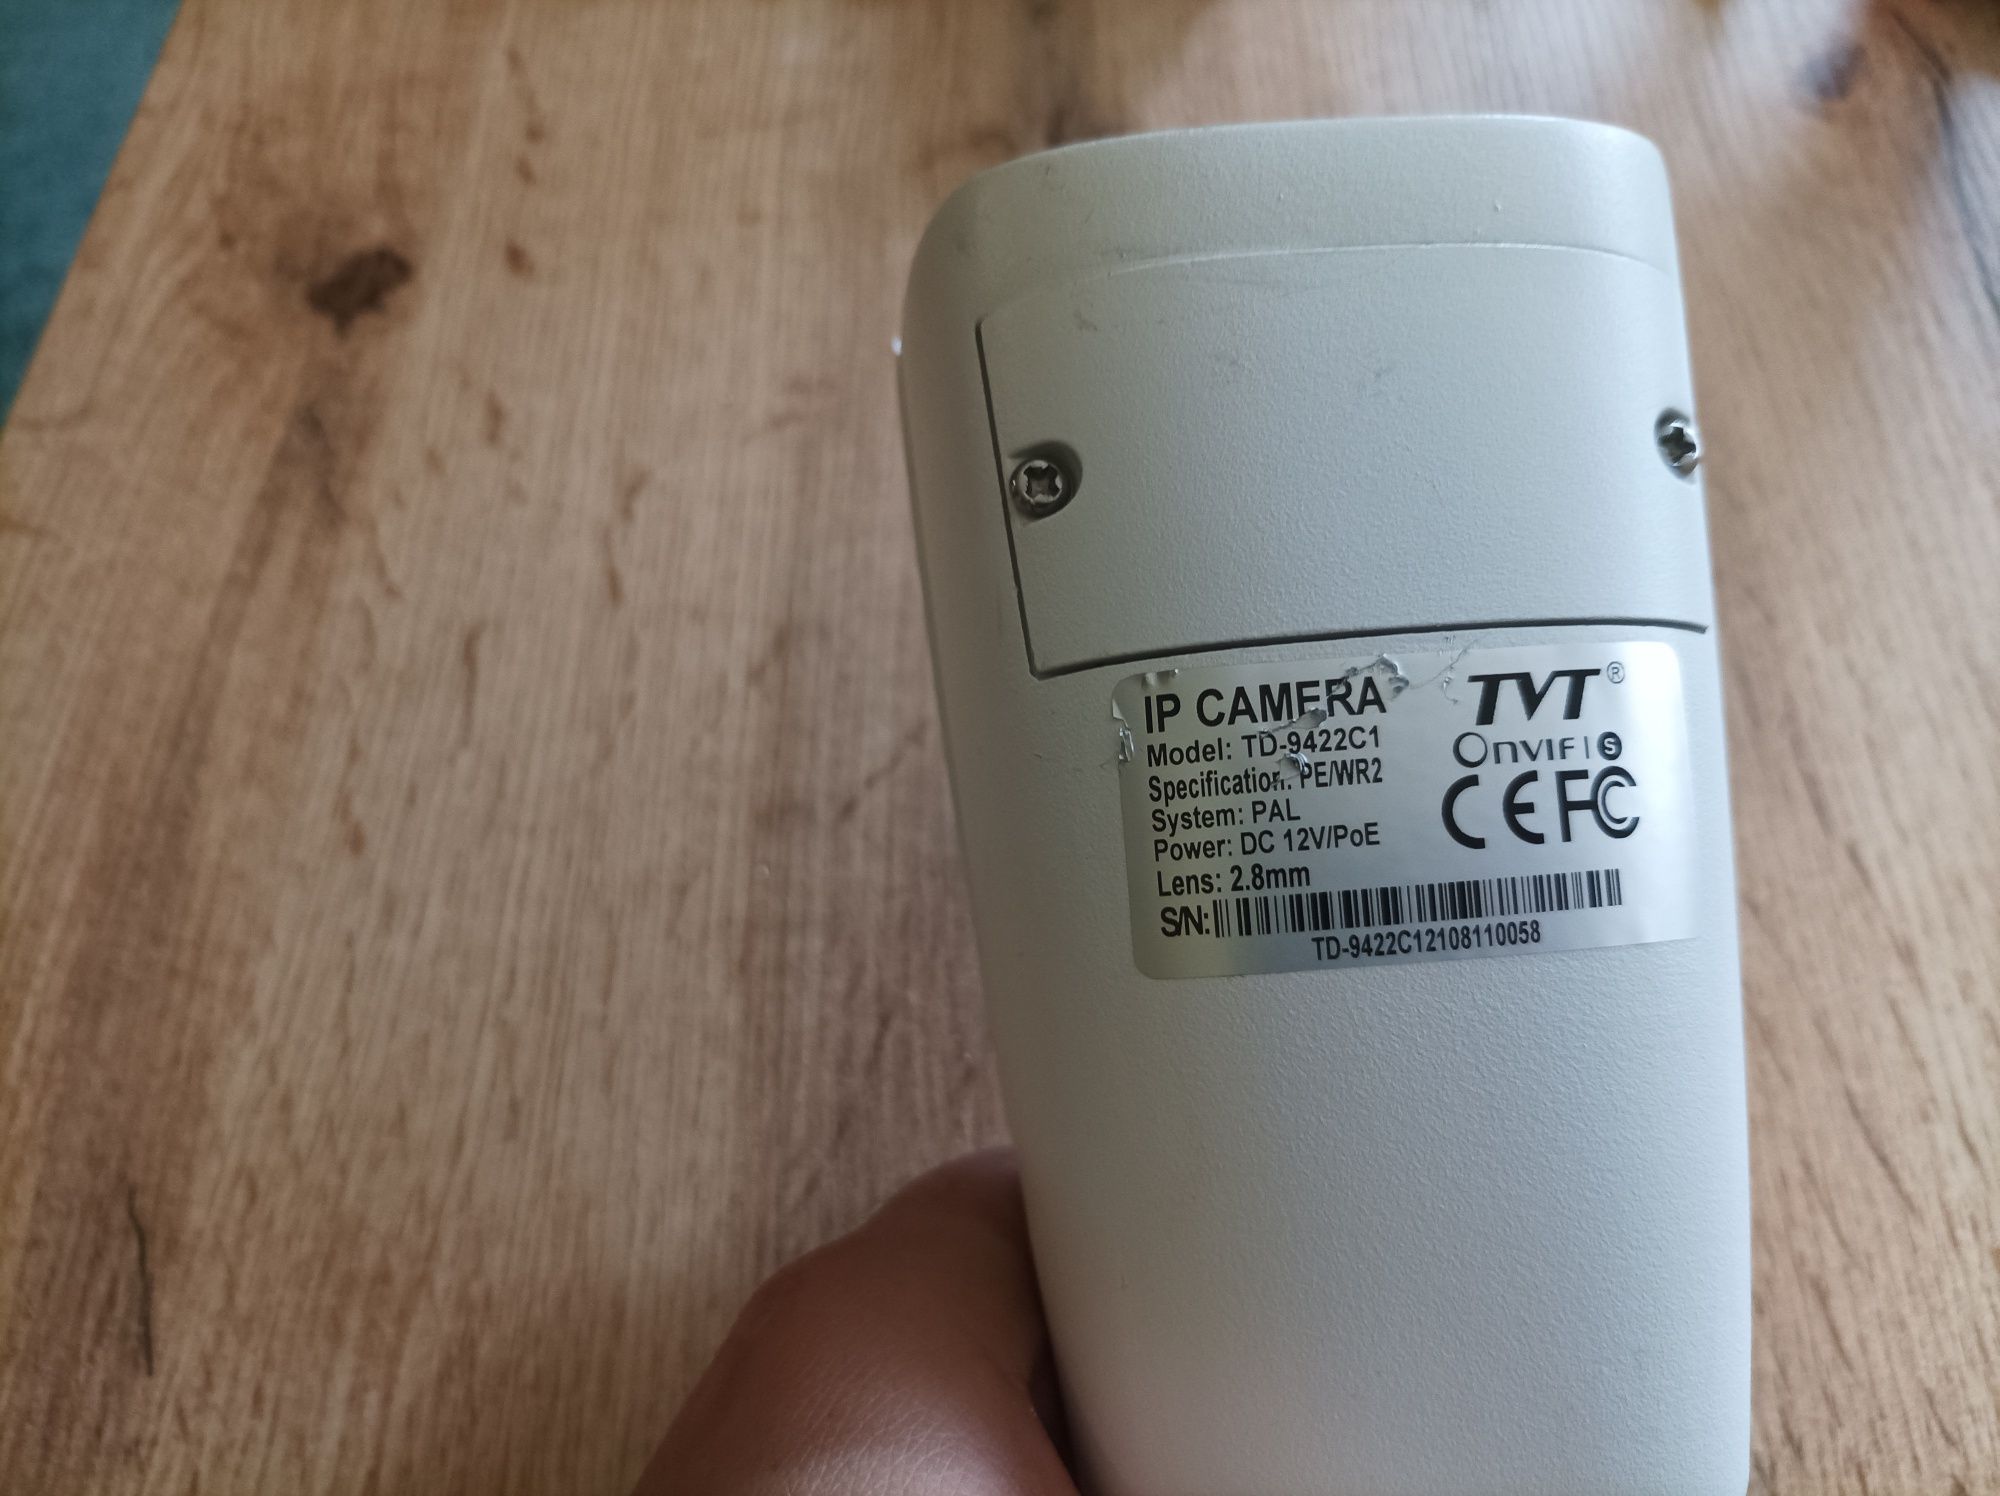 IP CAMERA
TVT®
Model: TD-9422C1
ONVIF | S
Specification: PE/WR2
CE FC
System: PAL
Power: DC 12V/PoE
Lens: 2.8mm
S/N:
TD-9422C12108110058